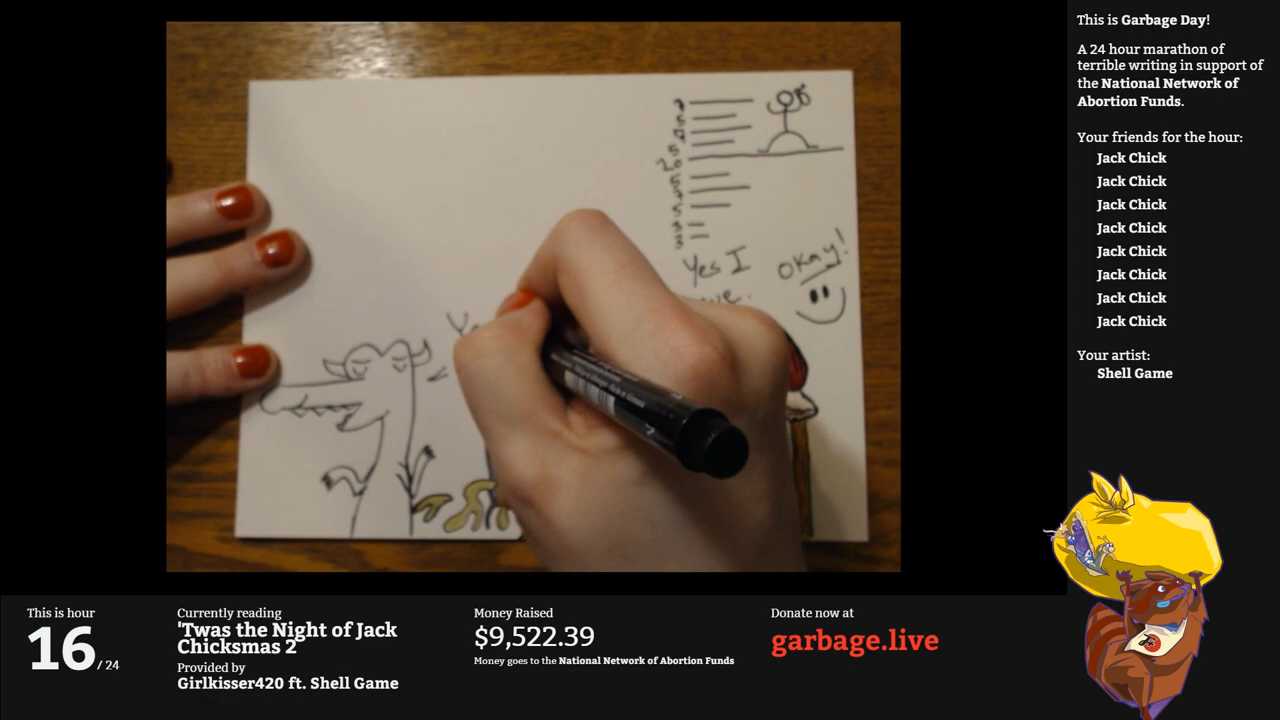 This is Garbage Day!
A 24 hour marathon of
terrible writing in support of
the National Network of
Abortion Funds.
Your friends for the hour:
Jack Chick
Jack Chick
Jack Chick
Jack Chick
Jack Chick
Jack Chick
Jack Chick
Jack Chick
Your artist:
Shell Game
Yes I
okay!
This is hour
16 / 24
Currently reading
'Twas the Night of Jack
Chicksmas 2
Provided by
Girlkisser420 ft. Shell Game
Money Raised
$9,522.39
Money goes to the National Network of Abortion Funds
Donate now at
garbage.live